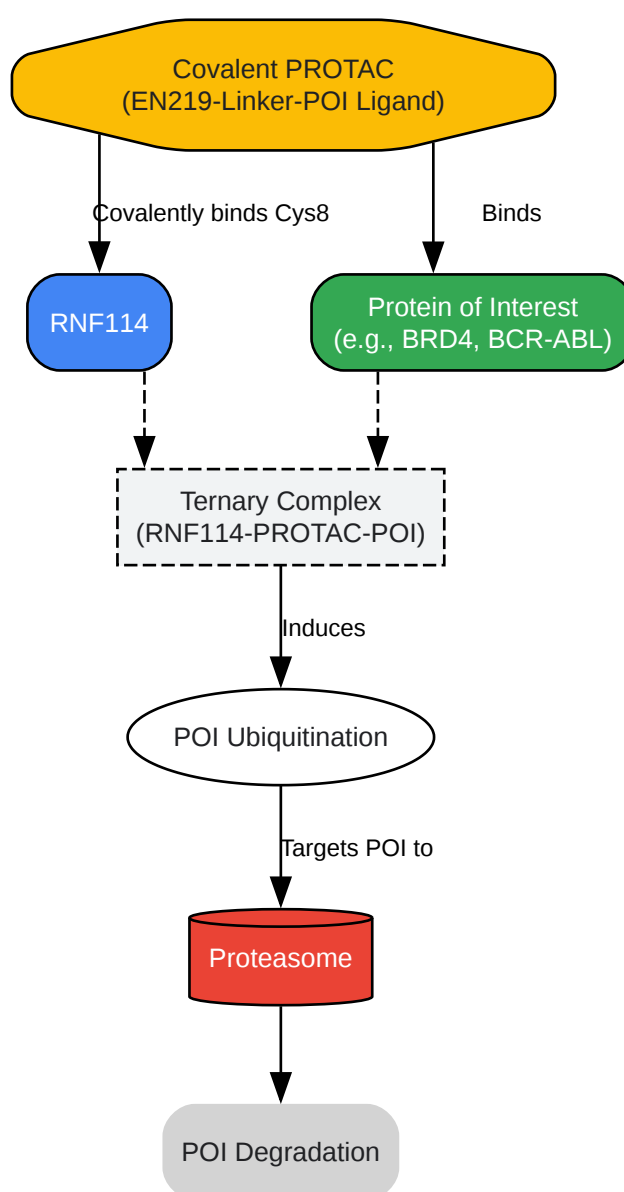 Covalent PROTAC
(EN219-Linker-POI Ligand)
Covalently binds Cys8
Binds
RNF114
Protein of Interest
(e.g., BRD4, BCR-ABL)
Ternary Complex
(RNF114-PROTAC-POI)
Induces
POI Ubiquitination
Targets POI to
Proteasome
POI Degradation